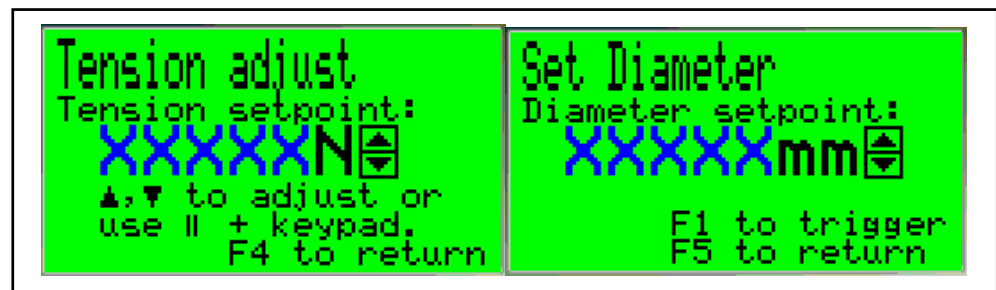 Tension adjust
Tension setpoint:
XXXXXN
▲,▼ to adjust or
use || + keypad.
F4 to return
Set Diameter
Diameter setpoint:
XXXXXmm
F1 to trigger
F5 to return